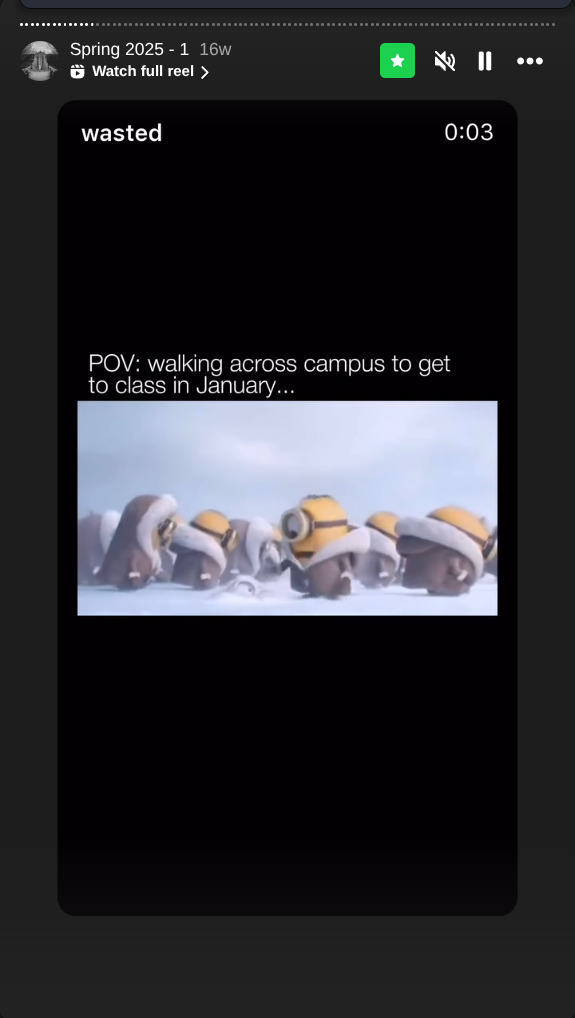 Spring 2025 - 1 16w
Watch full reel
wasted 0:03
POV: walking across campus to get
to class in January...